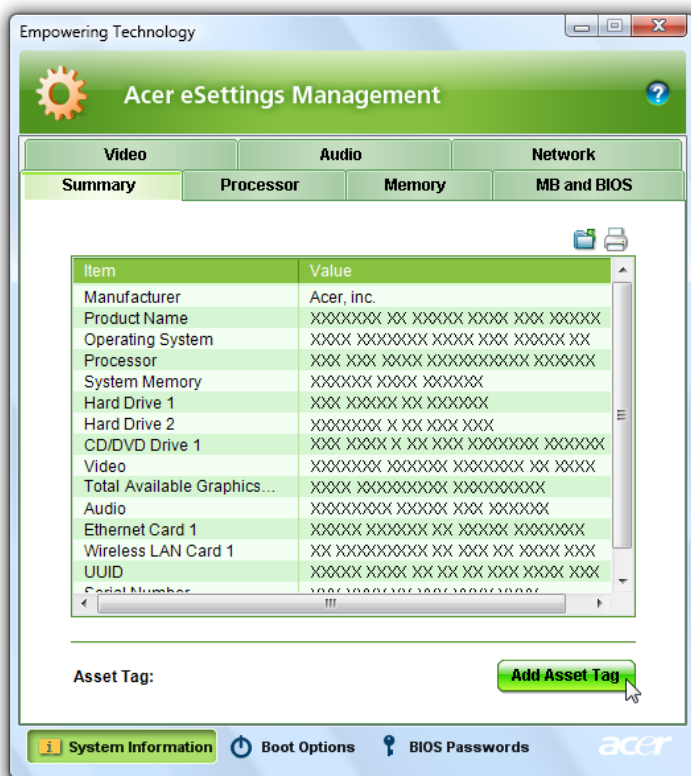 Empowering Technology
Acer eSettings Management
Video Audio Network
Summary Processor Memory MB and BIOS
Item Value
Manufacturer Acer, inc.
Product Name XXXXXXX XX XXXXX XXXX XXX XXXXX
Operating System XXXX XXXXXXX XXXX XXX XXXXX XX
Processor XXX XXX XXXX XXXXXXXXXXX XXXXXX
System Memory XXXXXX XXXX XXXXXX
Hard Drive 1 XXX XXXXX XX XXXXXX
Hard Drive 2 XXXXXXX X XX XXX XXX
CD/DVD Drive 1 XXX XXXX X XX XXX XXXXXXX XXXXXX
Video XXXXXXX XXXXXX XXXXXXX XX XXXX
Total Available Graphics... XXXX XXXXXXXXXX XXXXXXXXX
Audio XXXXXXXXX XXXXX XXX XXXXXX
Ethernet Card 1 XXXXXX XXXXXX XX XXXXX XXXXXXX
Wireless LAN Card 1 XX XXXXXXXXXX XX XXX XX XXXX XXX
UUID XXXXX XXXX XX XX XX XXX XXXX XXX
Serial Number
Asset Tag: Add Asset Tag
System Information Boot Options BIOS Passwords acer